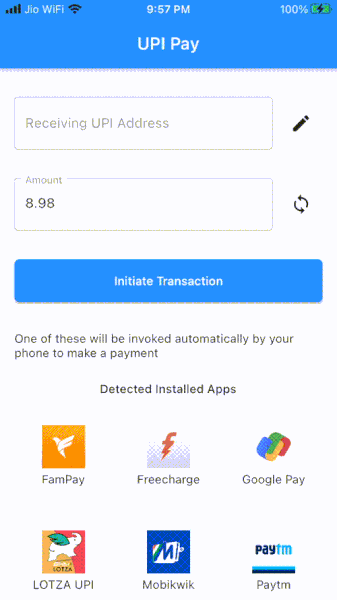 Jio WiFi 9:57 PM 100%
UPI Pay
Receiving UPI Address
Amount
8.98
Initiate Transaction
One of these will be invoked automatically by your
phone to make a payment
Detected Installed Apps
FamPay Freecharge Google Pay
LOTZA
paytm
LOTZA UPI Mobikwik Paytm